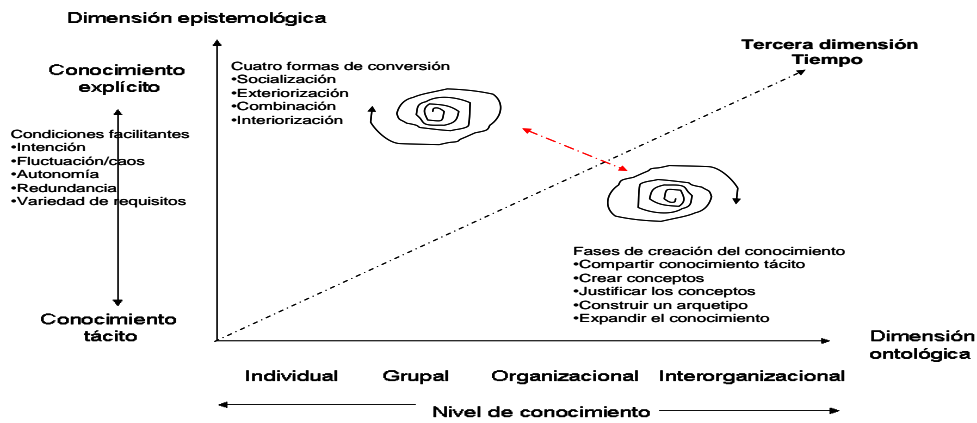 Dimensión epistemológica
Tercera dimensión
Tiempo
Conocimiento
explícito
Cuatro formas de conversión
•Socialización
•Exteriorización
•Combinación
•Interiorización
Condiciones facilitantes
•Intención
•Fluctuación/caos
•Autonomía
•Redundancia
•Variedad de requisitos
Fases de creación del conocimiento
•Compartir conocimiento tácito
•Crear conceptos
•Justificar los conceptos
•Construir un arquetipo
•Expandir el conocimiento
Conocimiento
tácito
Dimensión
ontológica
Individual Grupal Organizacional Interorganizacional
Nivel de conocimiento